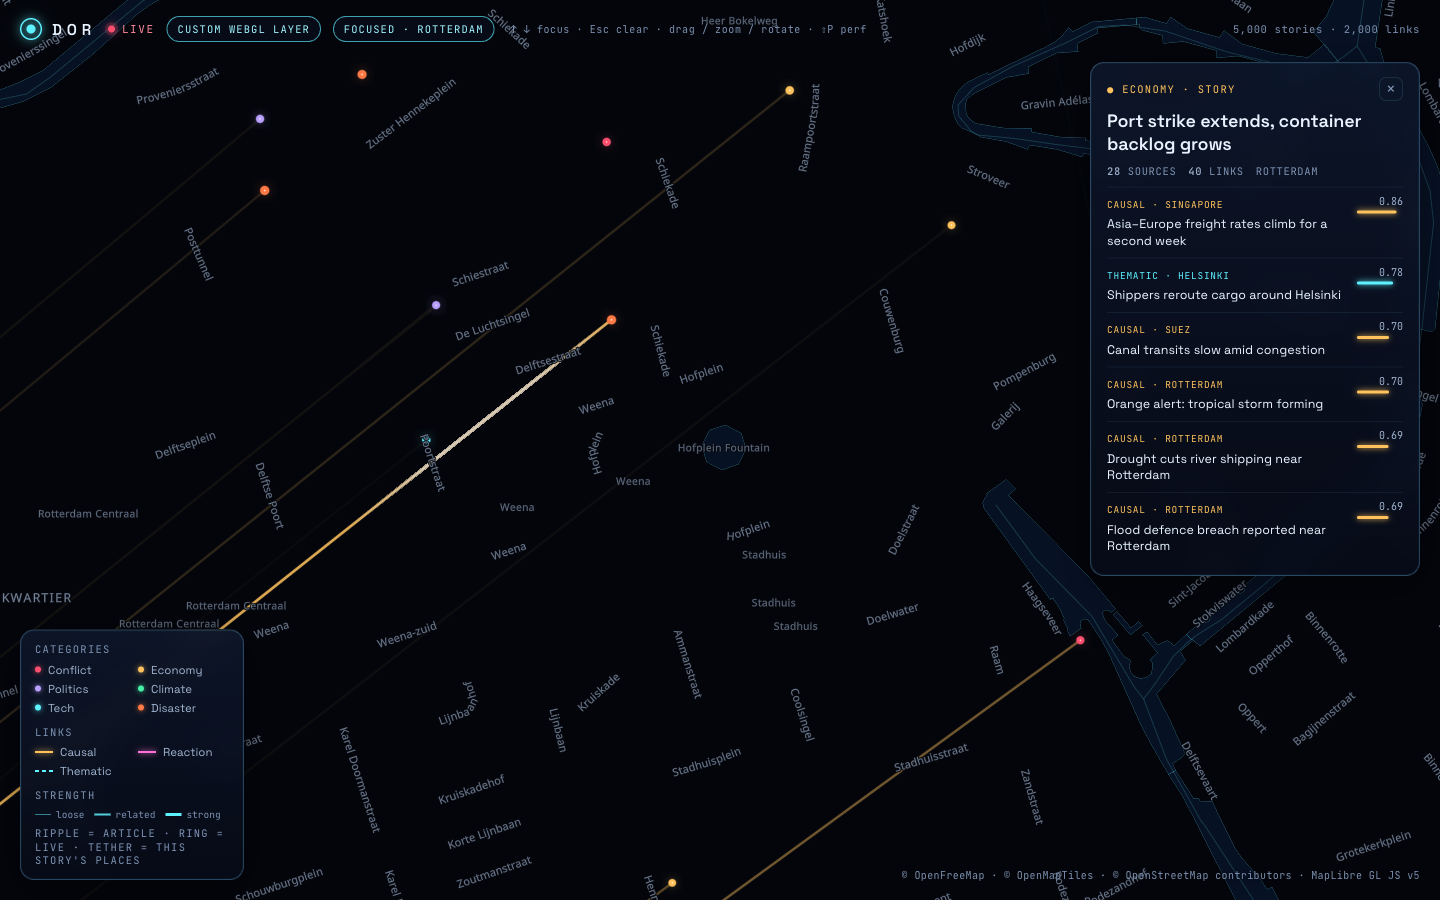 DOR
LIVE
CUSTOM WEBGL LAYER
FOCUSED · ROTTERDAM
↓ focus · Esc clear · drag / zoom / rotate · ⇧P perf
5,000 stories · 2,000 links
ECONOMY · STORY
×
Port strike extends, container
backlog grows
28 SOURCES 40 LINKS ROTTERDAM
CAUSAL · SINGAPORE
0.86
Asia–Europe freight rates climb for a
second week
THEMATIC · HELSINKI
0.78
Shippers reroute cargo around Helsinki
CAUSAL · SUEZ
0.70
Canal transits slow amid congestion
CAUSAL · ROTTERDAM
0.70
Orange alert: tropical storm forming
CAUSAL · ROTTERDAM
0.69
Drought cuts river shipping near
Rotterdam
CAUSAL · ROTTERDAM
0.69
Flood defence breach reported near
Rotterdam
Heer Bokelweg
Schiekade
Hofdijk
Provenierssstraat
Zuster Hennekeplein
Raampoortstraat
Schiekade
Stroveer
Posttunnel
Schiestraat
De Luchtsingel
Delftsestraat
Schiekade
Hofplein
Couwenburg
Pompenburg
Galerij
Weena
Delftseplein
Delftse Poort
Hofplein
Hofplein Fountain
Weena
Rotterdam Centraal
Weena
Hofplein
Doelstraat
Weena
Stadhuis
KWARTIER
Rotterdam Centraal
Stadhuis
Haagseveer
Stokviswater
Rotterdam Centraal
Weena
Weena-zuid
Stadhuis
Doelwater
Lombardkade
Binnenrotte
Ammanstraat
Raam
Opperthof
Kruiskade
Lijnbaan
Lijnbaan
Coolsingel
Oppert
Bagijnenstraat
Karel Doormanstraat
Stadhuisplein
Stadhuisstraat
Delftsevaart
Kruiskadehof
Zandstraat
Korte Lijnbaan
Grotekerkplein
Zoutmanstraat
Schouwburgplein
CATEGORIES
Conflict
Economy
Politics
Climate
Tech
Disaster
LINKS
Causal
Reaction
Thematic
STRENGTH
loose
related
strong
RIPPLE = ARTICLE · RING =
LIVE · TETHER = THIS
STORY'S PLACES
© OpenFreeMap · © OpenMapTiles · © OpenStreetMap contributors · MapLibre GL JS v5